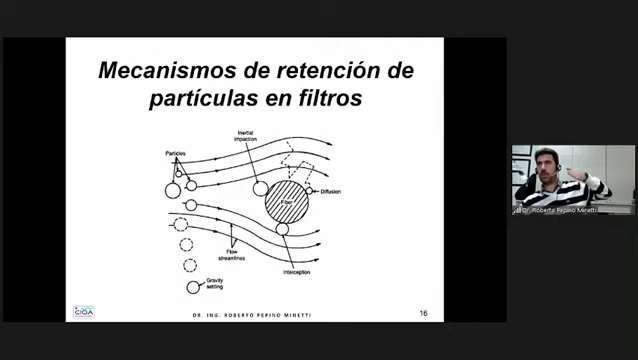 Mecanismos de retención de
partículas en filtros
Inertial
impaction
Particles
Diffusion
Fiber
Flow
streamlines
Interception
Gravity
settling
CIQA
DR. ING. ROBERTO PEPINO MINETTI
16
Dr. Roberto Pepino Minetti